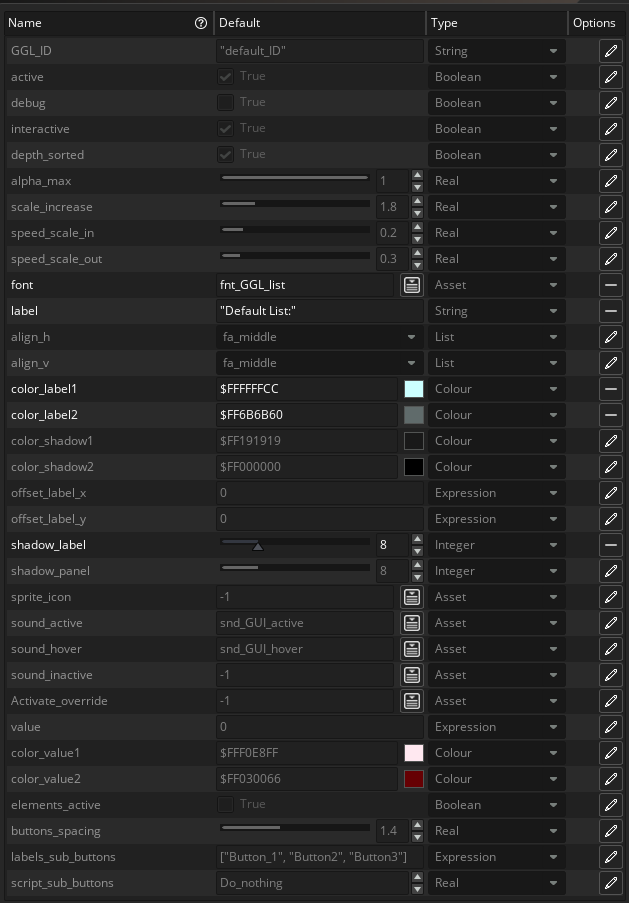 Name ? Default Type Options
GGL_ID "default_ID" String
active True Boolean
debug True Boolean
interactive True Boolean
depth_sorted True Boolean
alpha_max 1 Real
scale_increase 1.8 Real
speed_scale_in 0.2 Real
speed_scale_out 0.3 Real
font fnt_GGL_list Asset
label "Default List:" String
align_h fa_middle List
align_v fa_middle List
color_label1 $FFFFFFCC Colour
color_label2 $FF6B6B60 Colour
color_shadow1 $FF191919 Colour
color_shadow2 $FF000000 Colour
offset_label_x 0 Expression
offset_label_y 0 Expression
shadow_label 8 Integer
shadow_panel 8 Integer
sprite_icon -1 Asset
sound_active snd_GUI_active Asset
sound_hover snd_GUI_hover Asset
sound_inactive -1 Asset
Activate_override -1 Asset
value 0 Expression
color_value1 $FFF0E8FF Colour
color_value2 $FF030066 Colour
elements_active True Boolean
buttons_spacing 1.4 Real
labels_sub_buttons ["Button_1", "Button2", "Button3"] Expression
script_sub_buttons Do_nothing Real